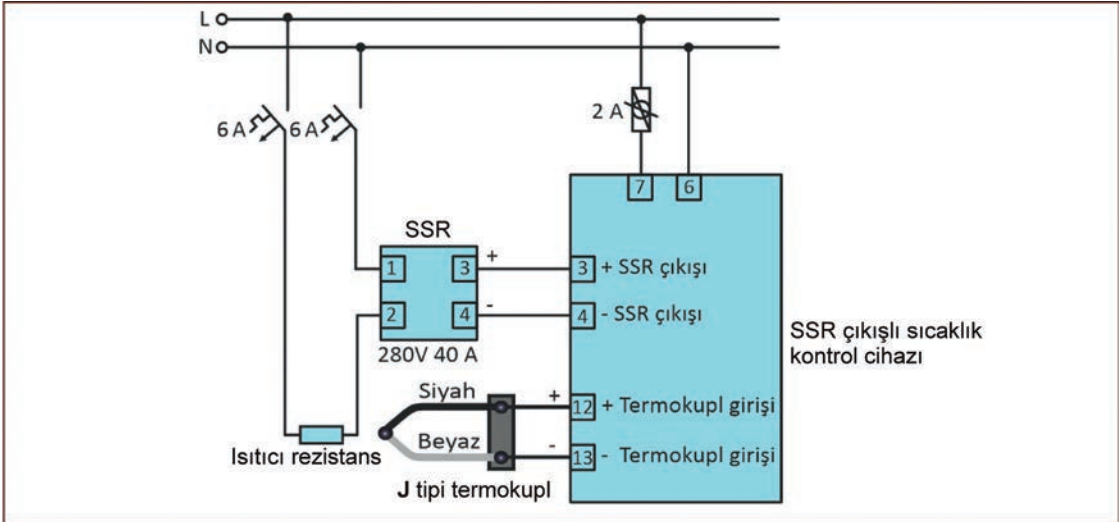 L
N
6 A
6 A
2 A
7
6
SSR
1
3
+
3
+ SSR çıkışı
2
4
-
4
- SSR çıkışı
280V 40 A
SSR çıkışlı sıcaklık
kontrol cihazı
Siyah
+
12
+ Termokupl girişi
Isıtıcı rezistans
Beyaz
-
13
- Termokupl girişi
J tipi termokupl